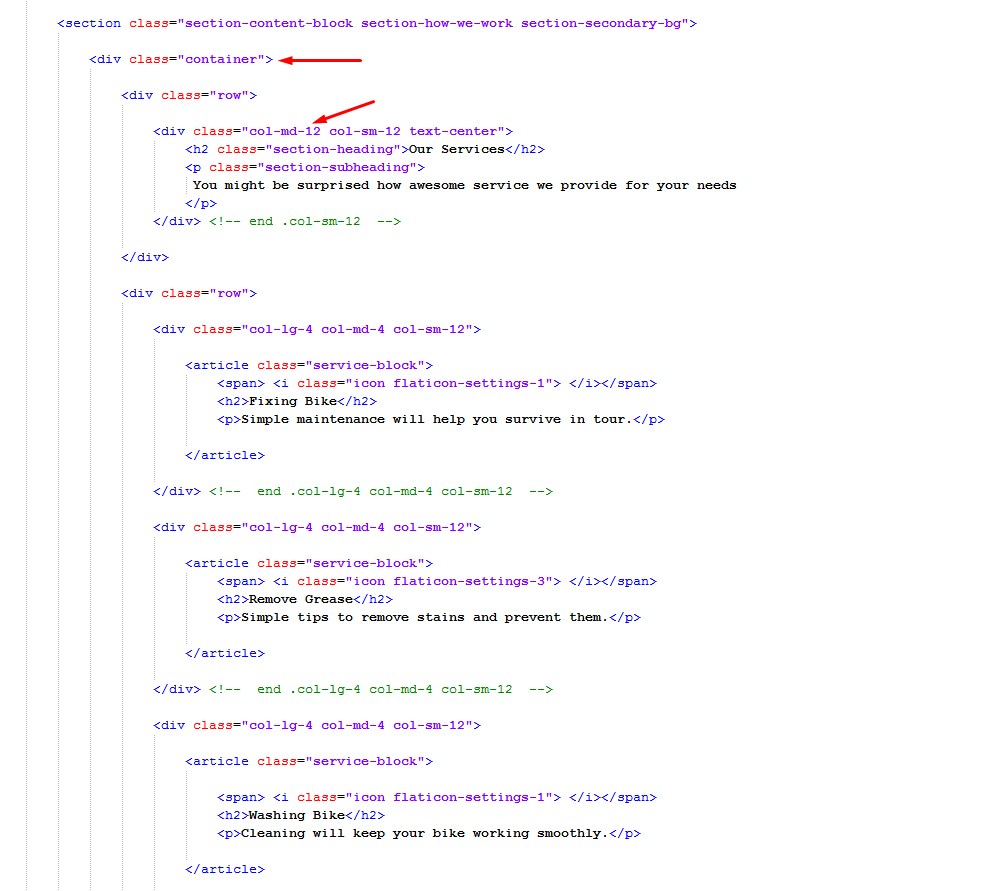 <section class="section-content-block section-how-we-work section-secondary-bg">
<div class="container">
<div class="row">
<div class="col-md-12 col-sm-12 text-center">
<h2 class="section-heading">Our Services</h2>
<p class="section-subheading">
You might be surprised how awesome service we provide for your needs
</p>
</div> <!-- end .col-sm-12  -->
</div>
<div class="row">
<div class="col-lg-4 col-md-4 col-sm-12">
<article class="service-block">
<span> <i class="icon flaticon-settings-1"> </i></span>
<h2>Fixing Bike</h2>
<p>Simple maintenance will help you survive in tour.</p>
</article>
</div> <!--  end .col-lg-4 col-md-4 col-sm-12  -->
<div class="col-lg-4 col-md-4 col-sm-12">
<article class="service-block">
<span> <i class="icon flaticon-settings-3"> </i></span>
<h2>Remove Grease</h2>
<p>Simple tips to remove stains and prevent them.</p>
</article>
</div> <!--  end .col-lg-4 col-md-4 col-sm-12  -->
<div class="col-lg-4 col-md-4 col-sm-12">
<article class="service-block">
<span> <i class="icon flaticon-settings-1"> </i></span>
<h2>Washing Bike</h2>
<p>Cleaning will keep your bike working smoothly.</p>
</article>